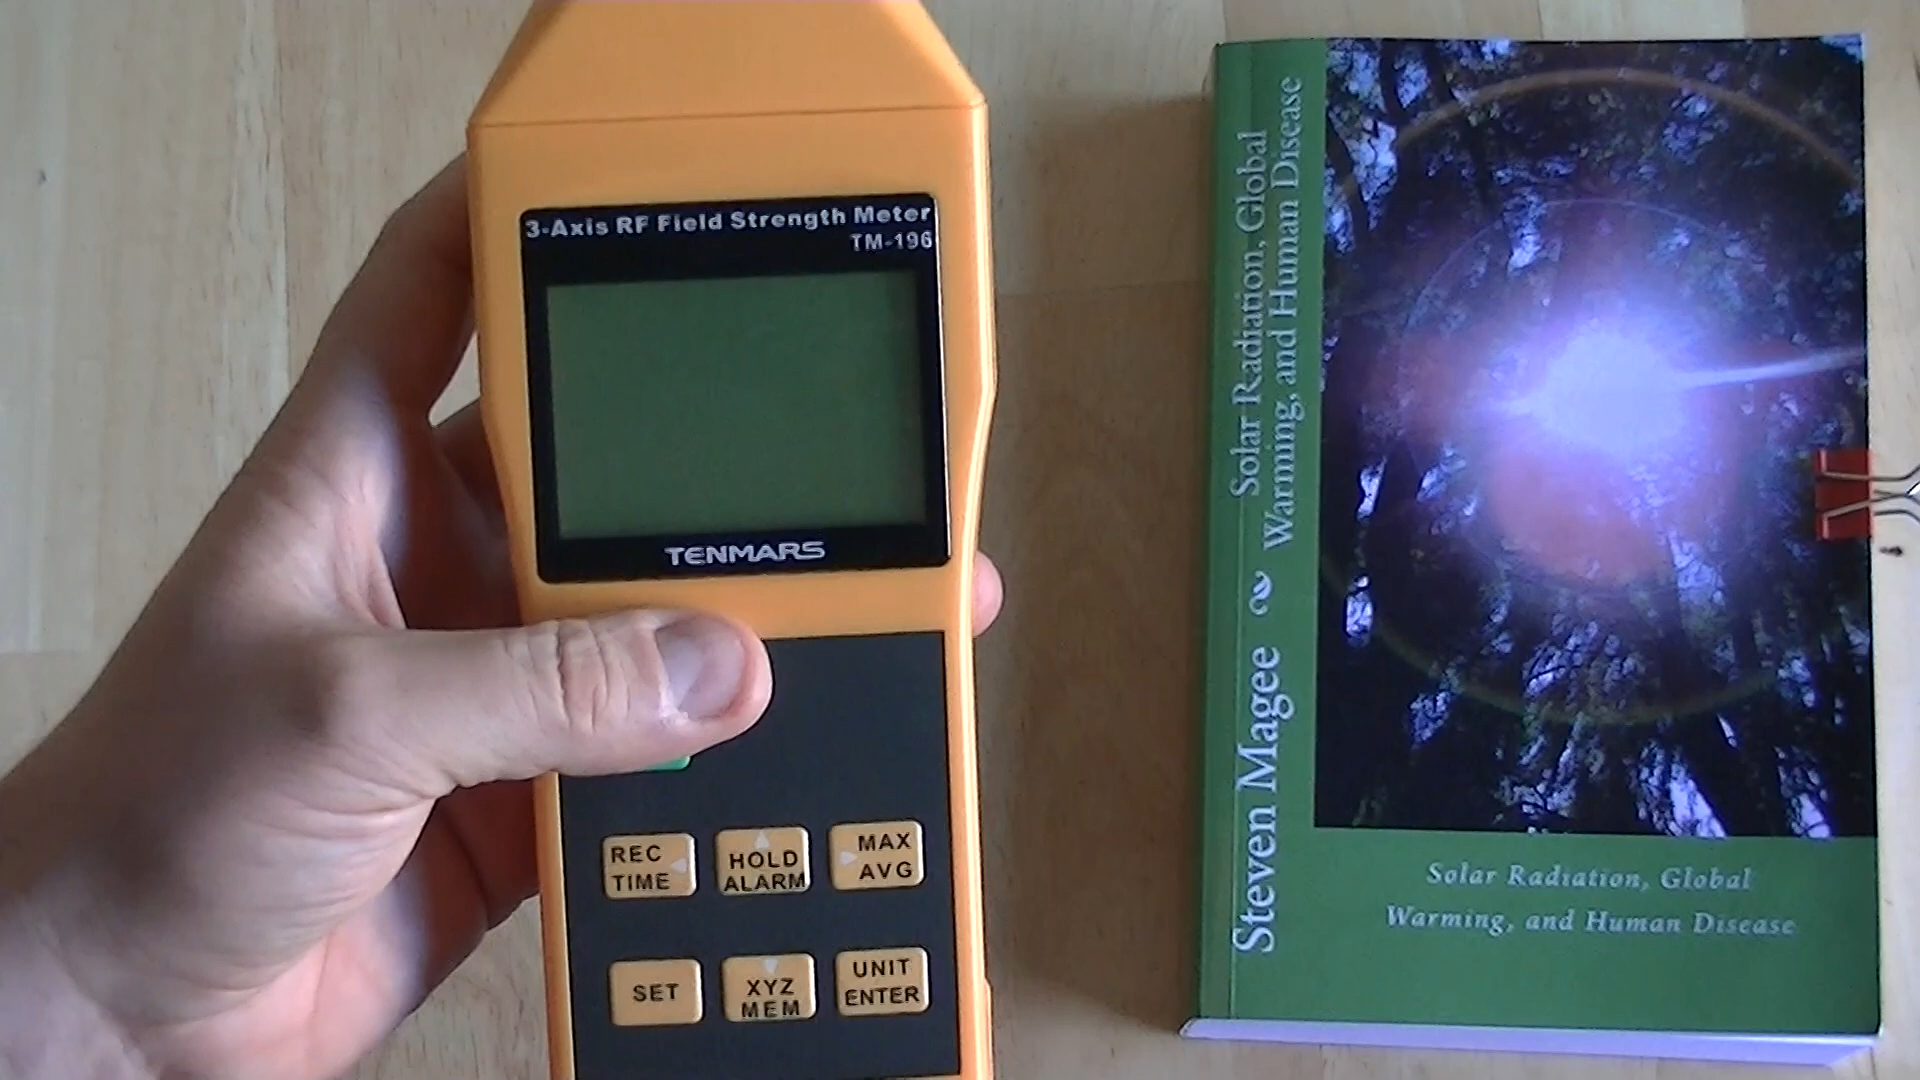 3-Axis RF Field Strength Meter
TM-196
TENMARS
REC
TIME
HOLD
ALARM
MAX
AVG
SET
XYZ
MEM
UNIT
ENTER
Steven Magee
Solar Radiation, Global
Warming, and Human Disease
Solar Radiation, Global
Warming, and Human Disease